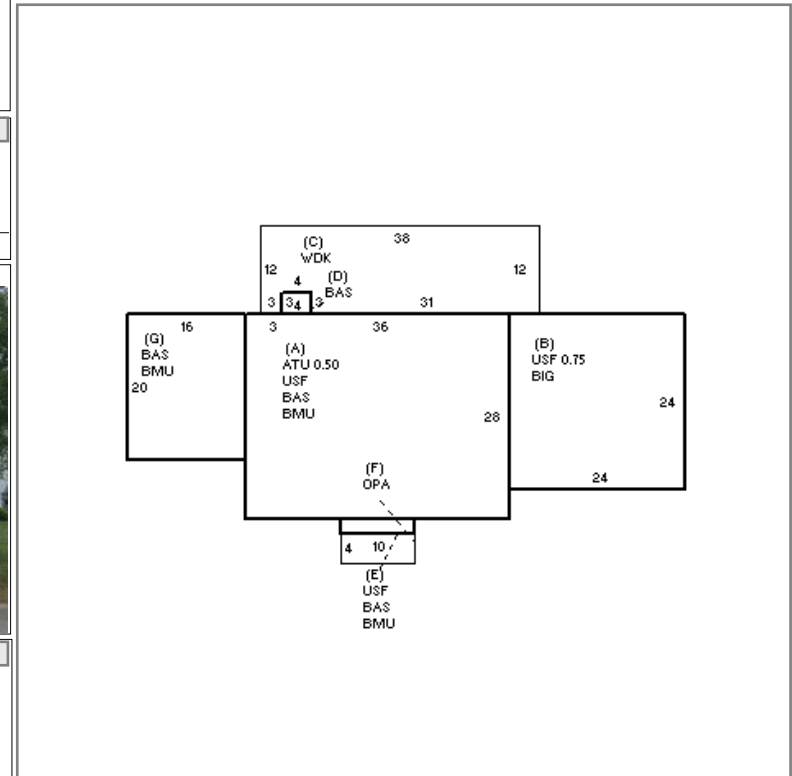 38
(C)
WDK
12
12
4
(D)
BAS
3 3 4 3 31
16 3 36
(G)
BAS
BMU
20
(A)
ATU 0.50
USF
BAS
BMU
(B)
USF 0.75
BIG
24
28
24
(F)
OPA
4 10
(E)
USF
BAS
BMU